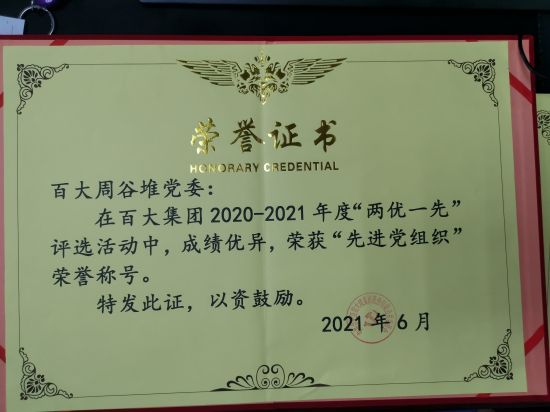 荣誉证书
HONORARY CREDENTIAL
百大周谷堆党委：
在百大集团2020-2021年度“两优一先”
评选活动中，成绩优异，荣获“先进党组织”
荣誉称号。
特发此证，以资鼓励。
2021年6月